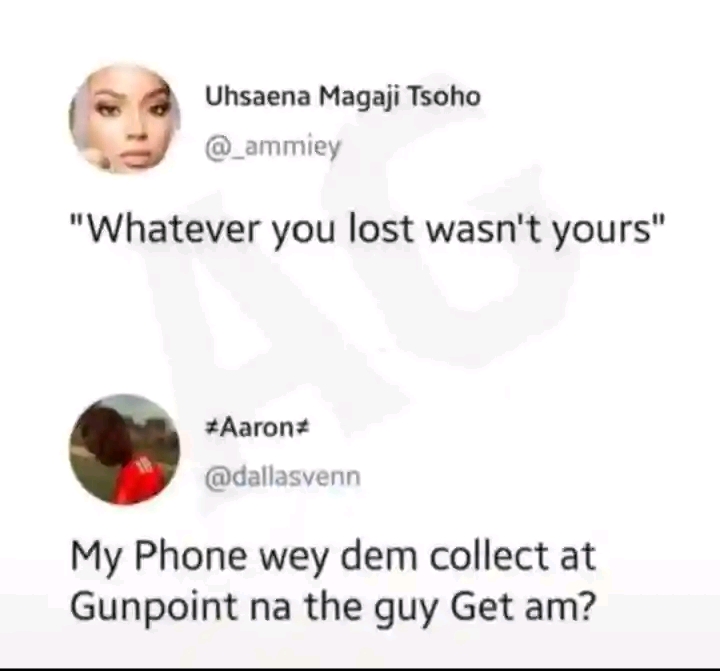 Uhsaena Magaji Tsoho
@_ammiey
"Whatever you lost wasn't yours"
≠Aaron≠
@dallasvenn
My Phone wey dem collect at
Gunpoint na the guy Get am?
AG